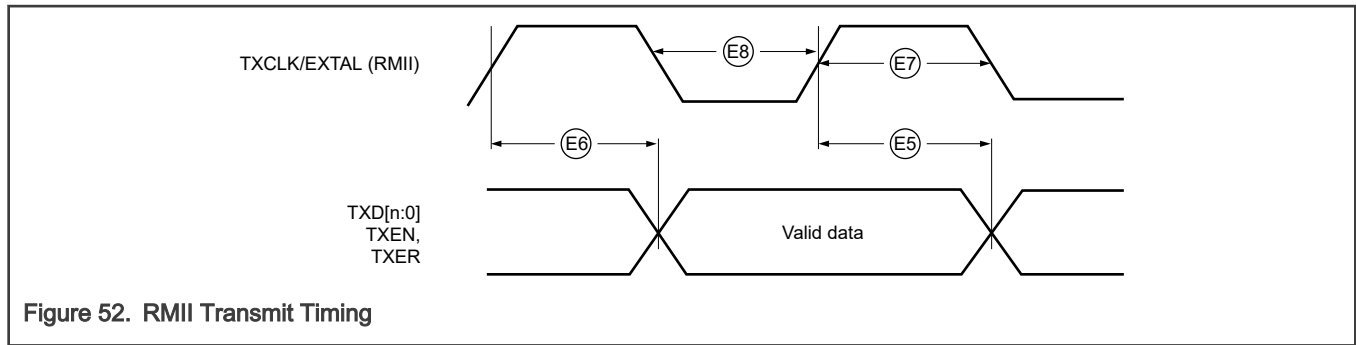 TXCLK/EXTAL (RMII)
E8
E7
E6
E5
TXD[n:0]
TXEN,
TXER
Valid data
Figure 52. RMII Transmit Timing